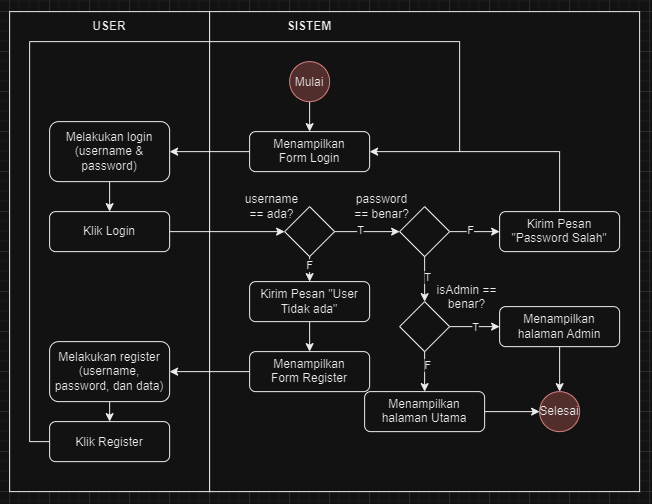 USER
SISTEM
Mulai
Melakukan login
(username &
password)
Menampilkan
Form Login
username
== ada?
password
== benar?
Klik Login
T
F
Kirim Pesan
"Password Salah"
F
T
Kirim Pesan "User
Tidak ada"
isAdmin ==
benar?
T
Menampilkan
halaman Admin
Melakukan register
(username,
password, dan data)
Menampilkan
Form Register
F
Menampilkan
halaman Utama
Selesai
Klik Register